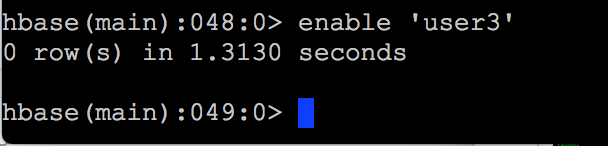 hbase(main):048:0> enable 'user3'
0 row(s) in 1.3130 seconds
hbase(main):049:0>